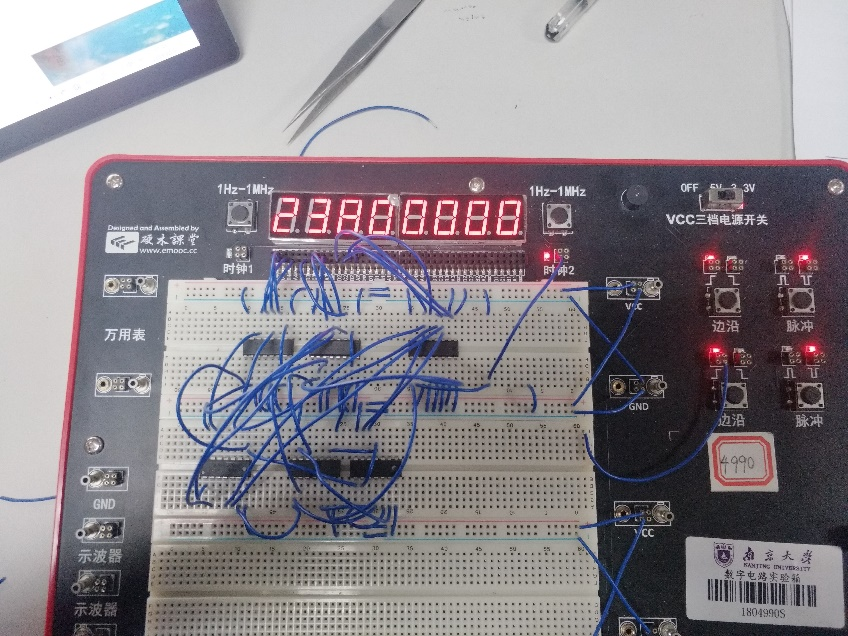 1Hz-1MHz
1Hz-1MHz
OFF 5V 3.3V
VCC三档电源开关
Designed and Assembled by
硬木课堂
www.emooc.cc
时钟1
时钟2
万用表
VCC
边沿
脉冲
GND
边沿
脉冲
4990
GND
VCC
示波器
示波器
南京大学
NANJING UNIVERSITY
数字电路实验箱
1804990S